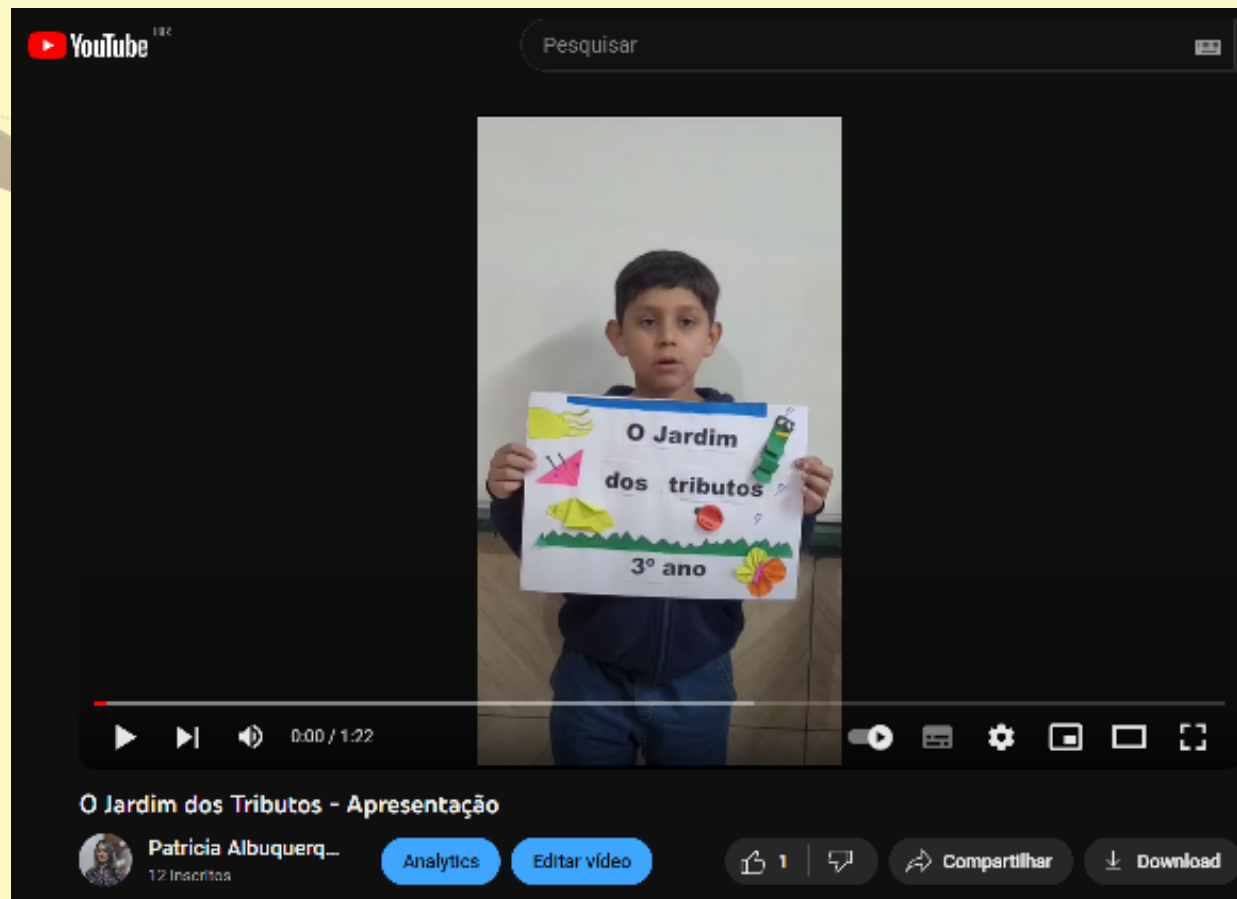 YouTube BR
Pesquisar
O Jardim
dos tributos
3º ano
0:00 / 1:22
O Jardim dos Tributos - Apresentação
Patricia Albuquerq...
12 inscritos
Analytics
Editar vídeo
1
Compartilhar
Download